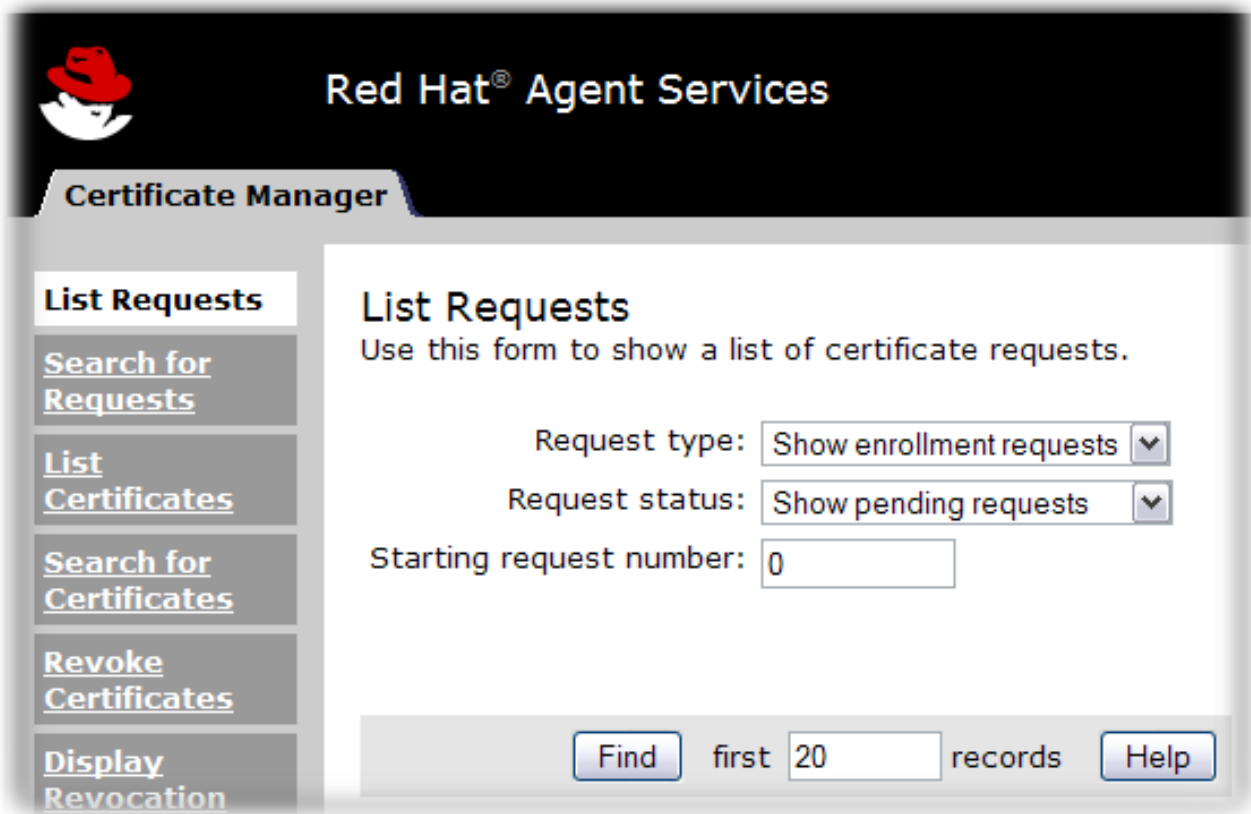 Red Hat® Agent Services
Certificate Manager
List Requests
Search for
Requests
List
Certificates
Search for
Certificates
Revoke
Certificates
Display
Revocation
List Requests
Use this form to show a list of certificate requests.
Request type: Show enrollment requests
Request status: Show pending requests
Starting request number: 0
Find first 20 records Help